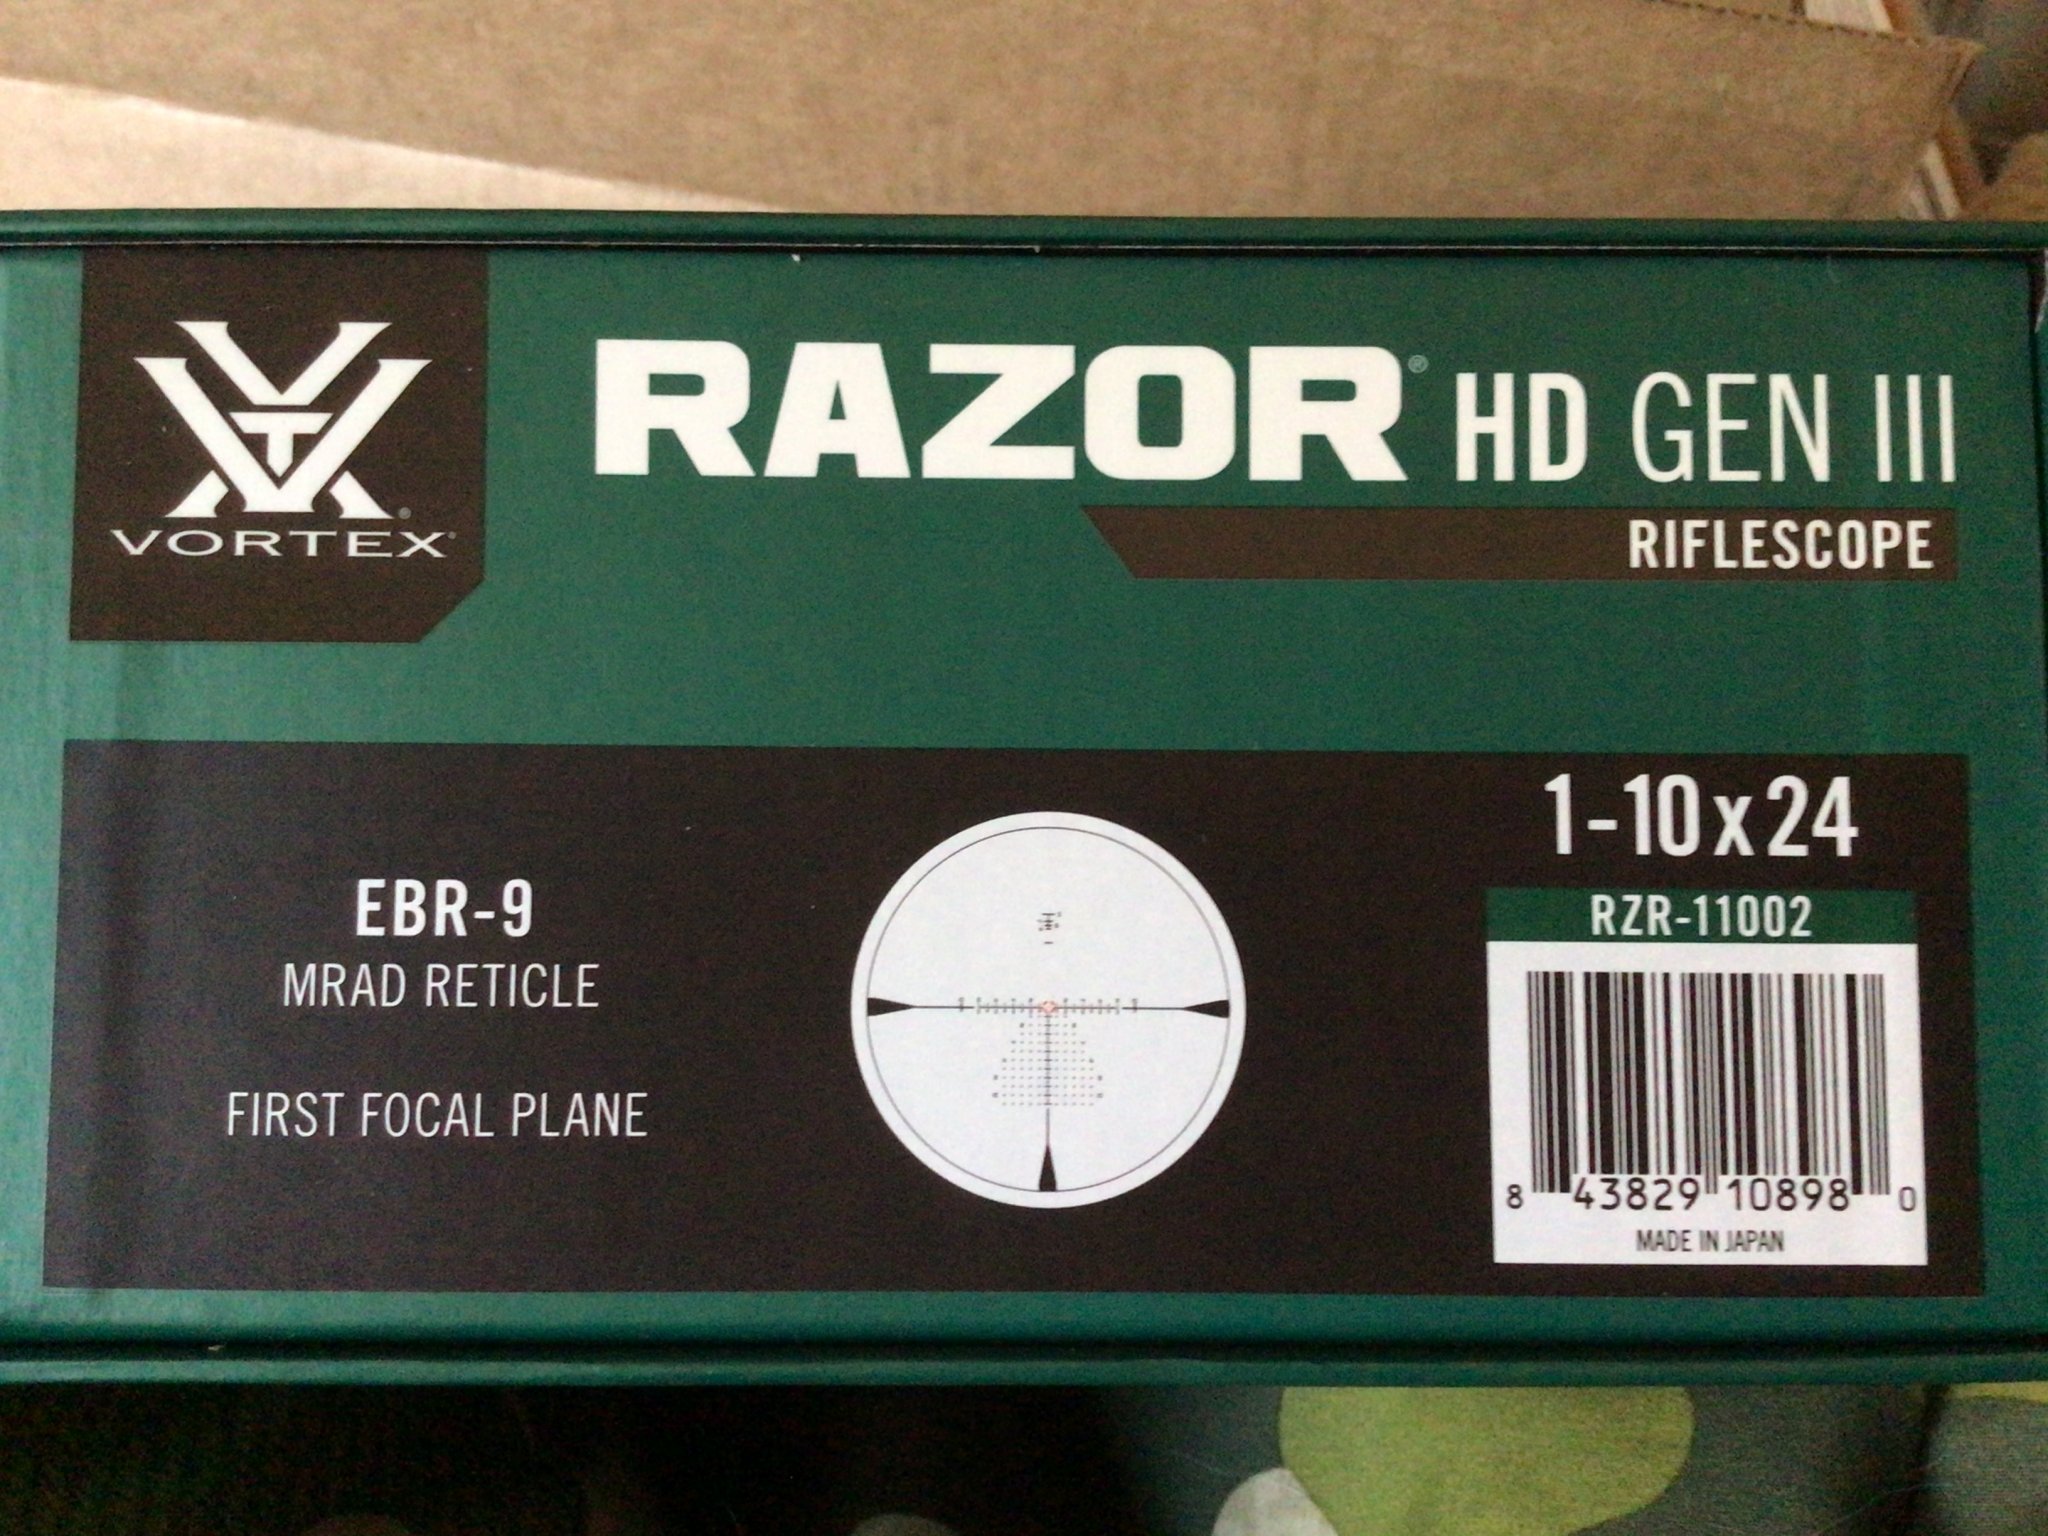 VORTEX®
RAZOR® HD GEN III
RIFLESCOPE
EBR-9
MRAD RETICLE
FIRST FOCAL PLANE
1-10x24
RZR-11002
8 43829 10898 0
MADE IN JAPAN